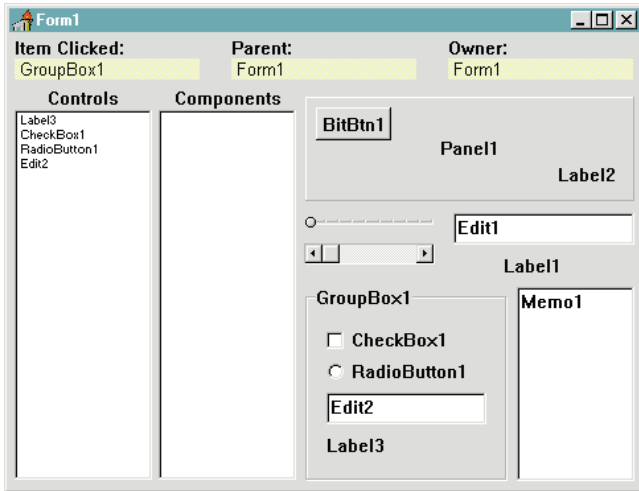 Form1
Item Clicked: Parent: Owner:
GroupBox1 Form1 Form1
Controls Components
Label3
CheckBox1
RadioButton1
Edit2
BitBtn1
Panel1
Label2
Edit1
Label1
GroupBox1
CheckBox1
RadioButton1
Edit2
Label3
Memo1